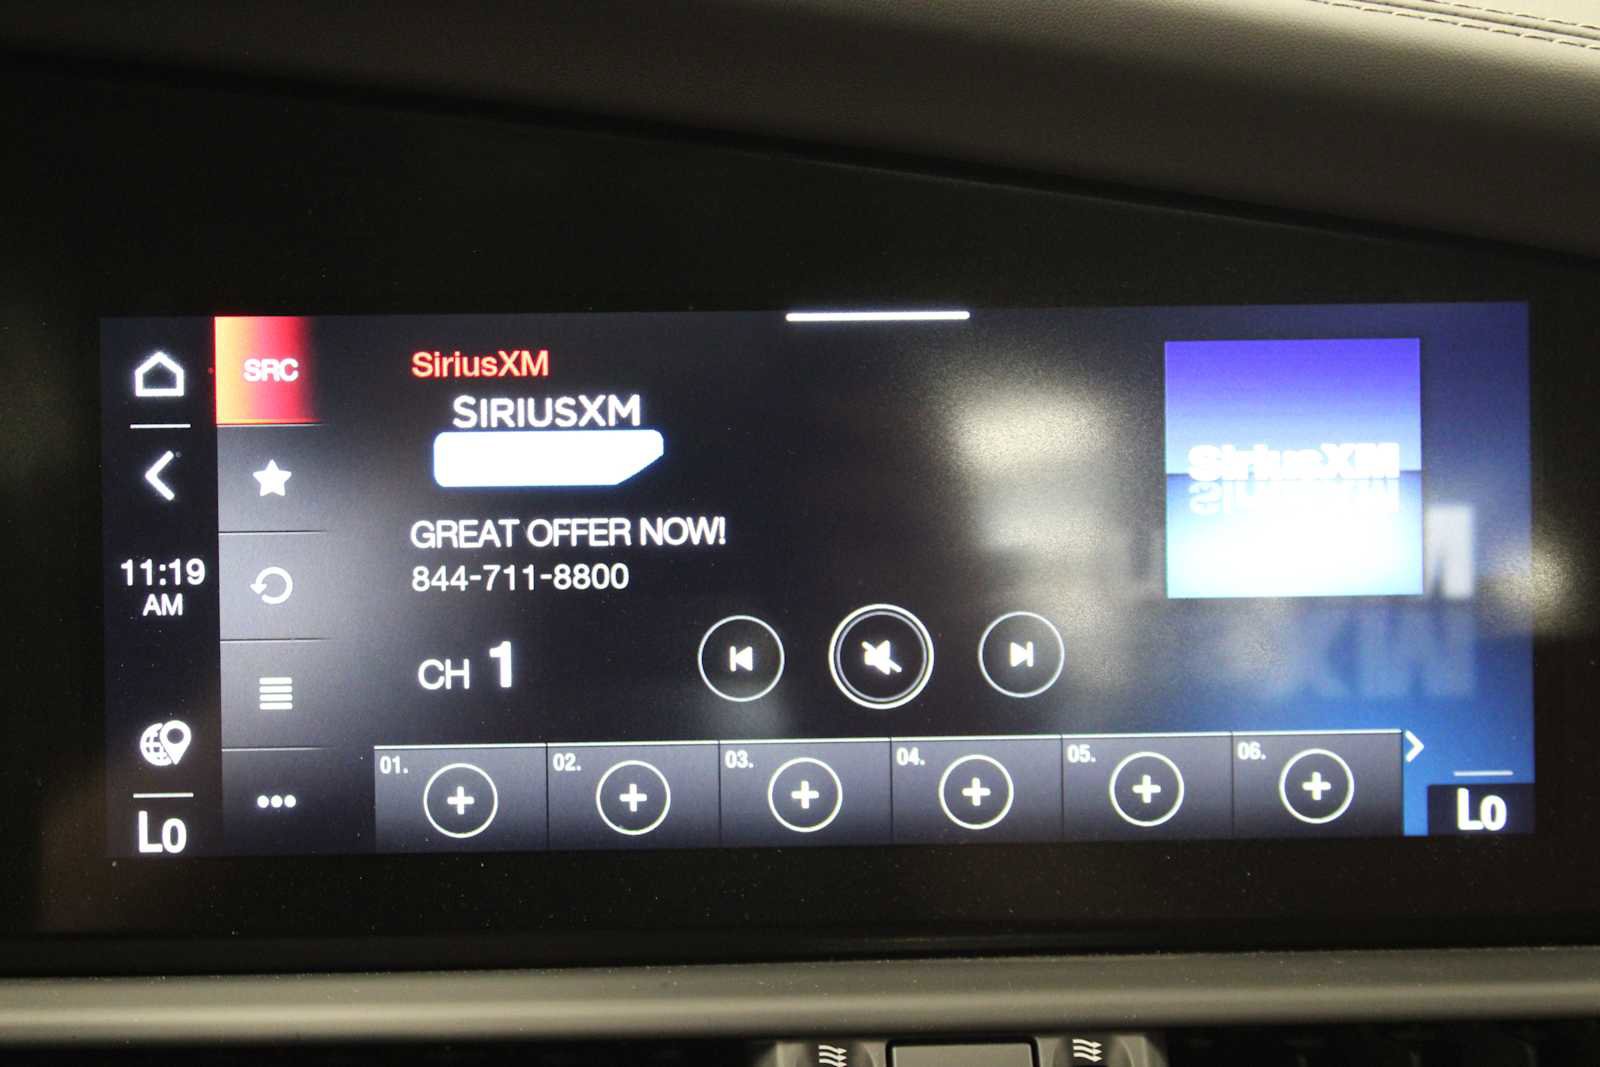 SRC
SiriusXM
SIRIUSXM
GREAT OFFER NOW!
844-711-8800
CH 1
11:19
AM
LO
SiriusXM
01.
02.
03.
04.
05.
06.
LO